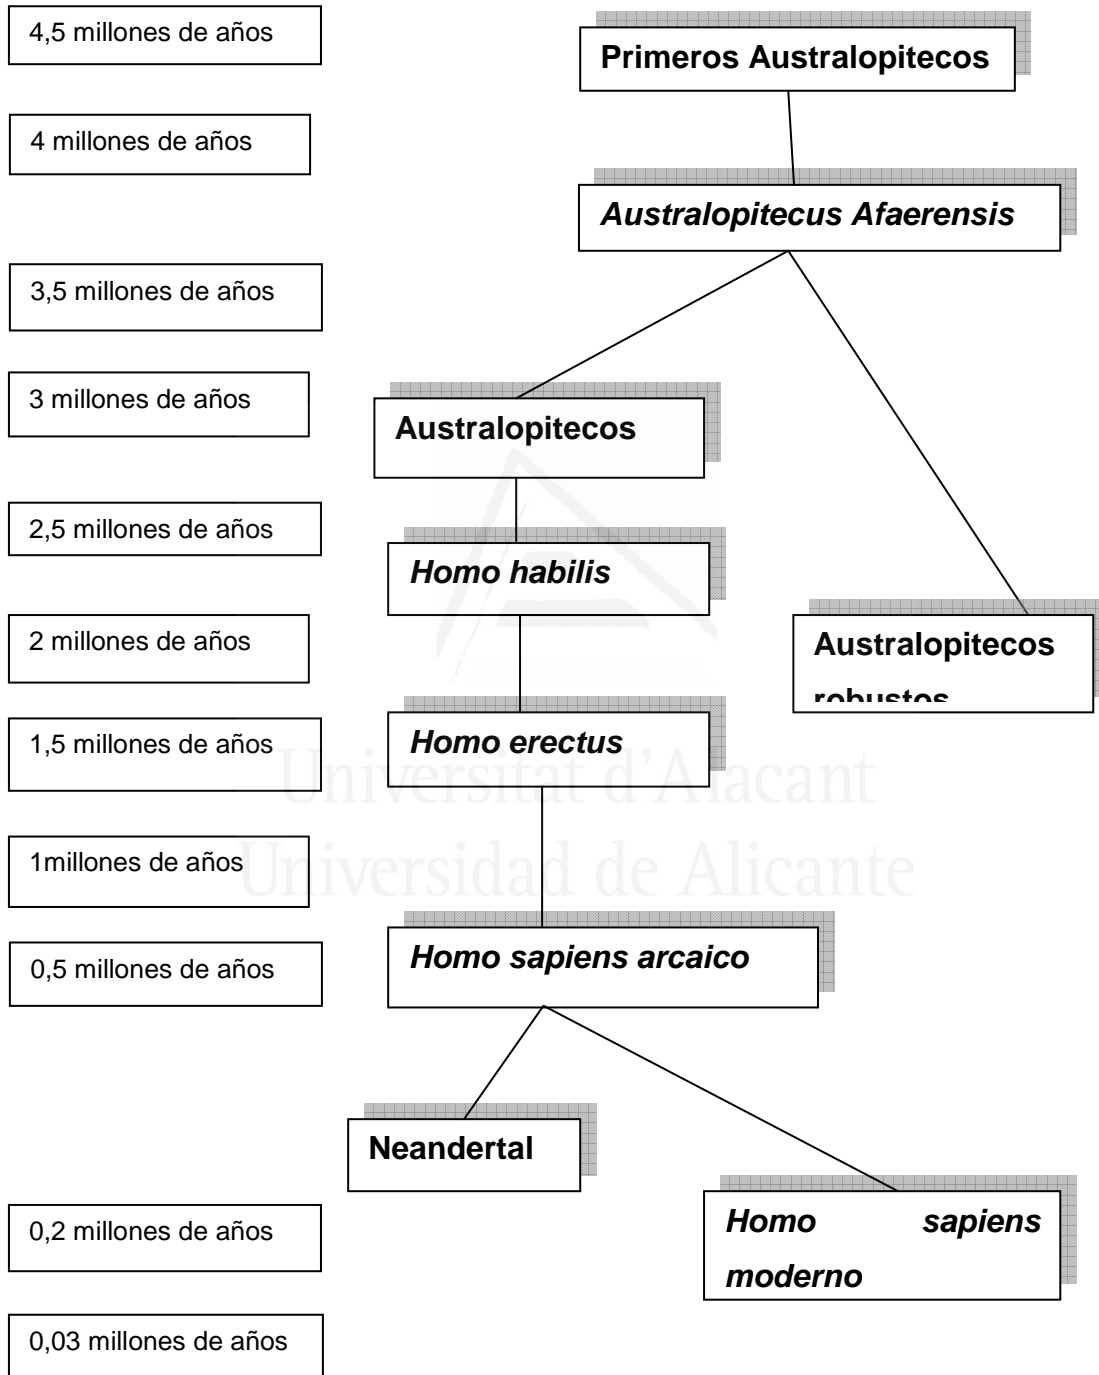 4,5 millones de años
Primeros Australopitecos
4 millones de años
Australopitecus Afaerensis
3,5 millones de años
3 millones de años
Australopitecos
2,5 millones de años
Homo habilis
2 millones de años
Australopitecos
robustos
1,5 millones de años
Homo erectus
Universitat d'Alacant
1millones de años
Universidad de Alicante
Homo sapiens arcaico
0,5 millones de años
Neandertal
0,2 millones de años
Homo sapiens
moderno
0,03 millones de años